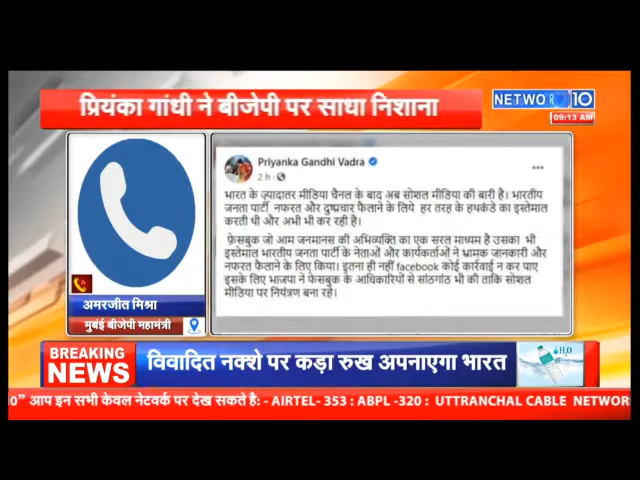 प्रियंका गांधी ने बीजेपी पर साधा निशाना
NETWORK 10
09:13 AM
Priyanka Gandhi Vadra
2 h
भारत के ज़्यादातर मीडिया चैनल के बाद अब सोशल मीडिया की बारी है। भारतीय
जनता पार्टी नफरत और दुष्प्रचार फैलाने के लिये हर तरह के हथकंडे का इस्तेमाल
करती थी और अभी भी कर रही है।
फ़ेसबुक जो आम जनमानस की अभिव्यक्ति का एक सरल माध्यम है उसका भी
इस्तेमाल भारतीय जनता पार्टी के नेताओं और कार्यकर्ताओं ने भ्रामक जानकारी और
नफरत फैलाने के लिए किया। इतना ही नहीं facebook कोई कार्रवाई न कर पाए
इसके लिए भाजपा ने फेसबुक के आधिकारियों से सांठगांठ भी की ताकि सोशल
मीडिया पर नियंत्रण बना रहे।
अमरजीत मिश्रा
मुबंई बीजेपी महामंत्री
BREAKING
NEWS
विवादित नक्शे पर कड़ा रुख अपनाएगा भारत
H₂O
10” आप इन सभी केवल नेटवर्क पर देख सकते है: - AIRTEL- 353 : ABPL -320 : UTTRANCHAL CABLE NETWOR